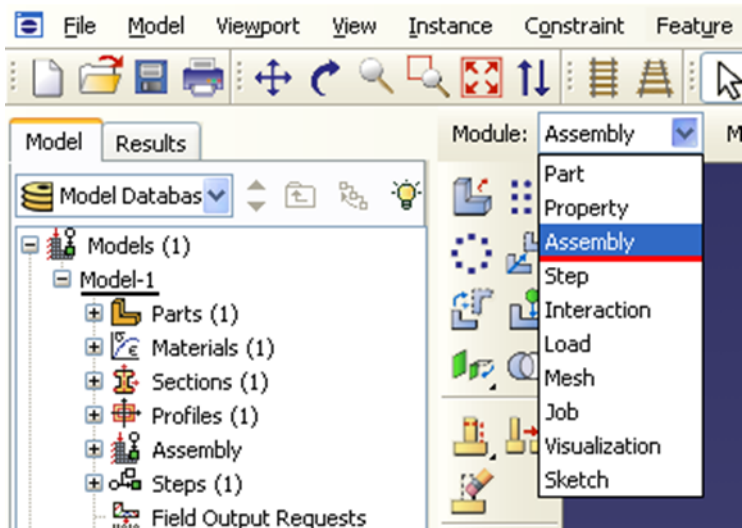 File Model Viewport View Instance Constraint Feature
Model Results
Module: Assembly M
Model Databas
Part
Property
Assembly
Step
Interaction
Load
Mesh
Job
Visualization
Sketch
Models (1)
Model-1
Parts (1)
Materials (1)
Sections (1)
Profiles (1)
Assembly
Steps (1)
Field Output Requests